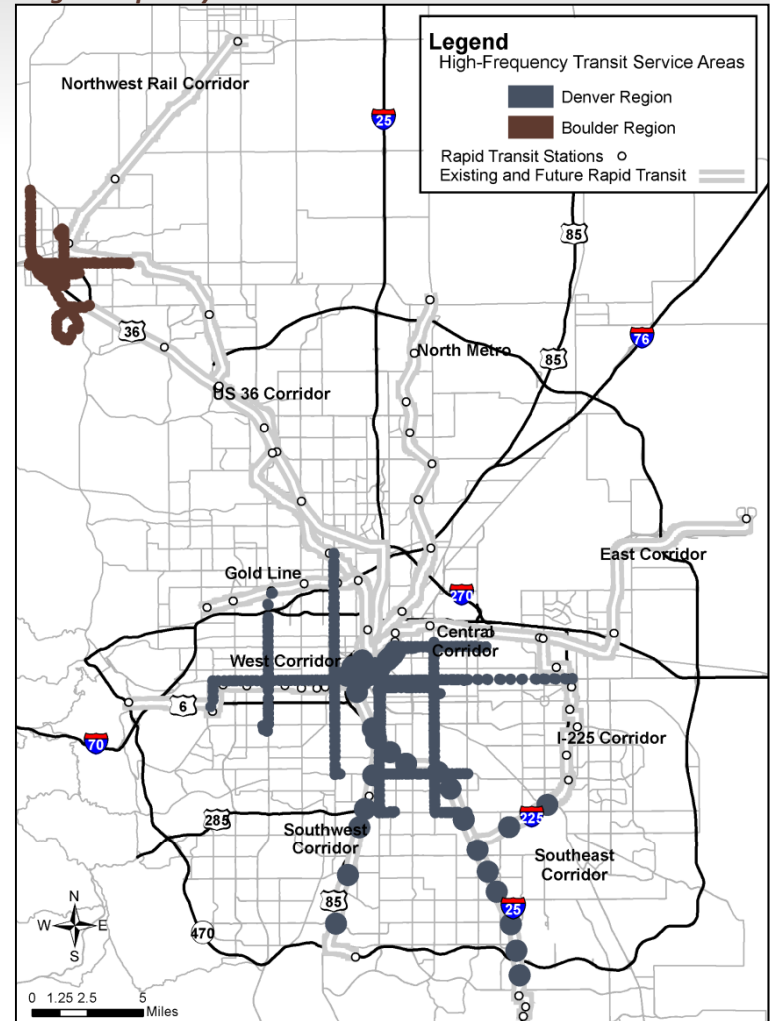 Legend
High-Frequency Transit Service Areas
Denver Region
Boulder Region
Rapid Transit Stations
Existing and Future Rapid Transit
Northwest Rail Corridor
25
85
36
North Metro
85
76
US 36 Corridor
East Corridor
Gold Line
270
Central
Corridor
West Corridor
6
70
I-225 Corridor
285
225
Southwest
Corridor
Southeast
Corridor
85
25
N
W E
S
470
0 1.25 2.5 5
Miles